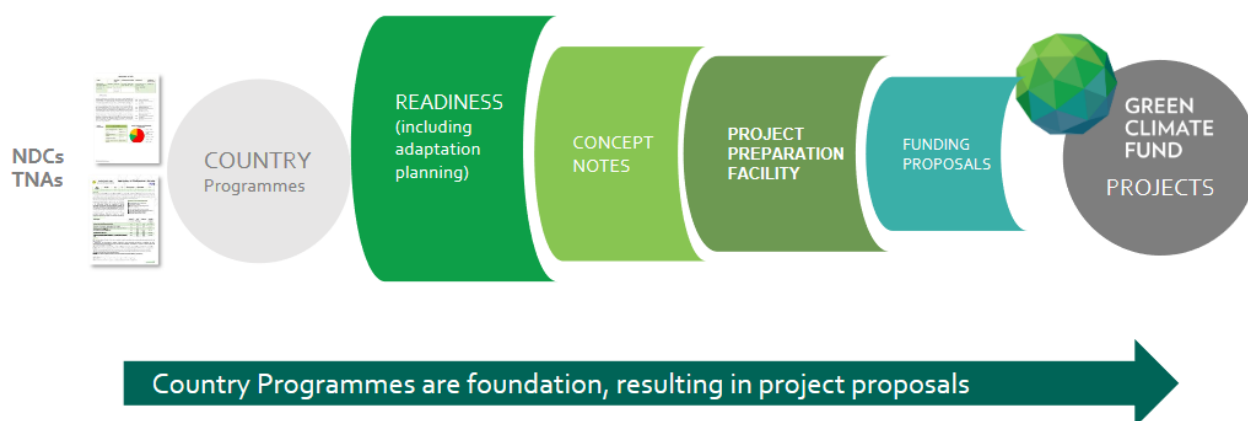 NDCs
TNAs
COUNTRY
Programmes
READINESS
(including
adaptation
planning)
CONCEPT
NOTES
PROJECT
PREPARATION
FACILITY
FUNDING
PROPOSALS
GREEN
CLIMATE
FUND
PROJECTS
Country Programmes are foundation, resulting in project proposals